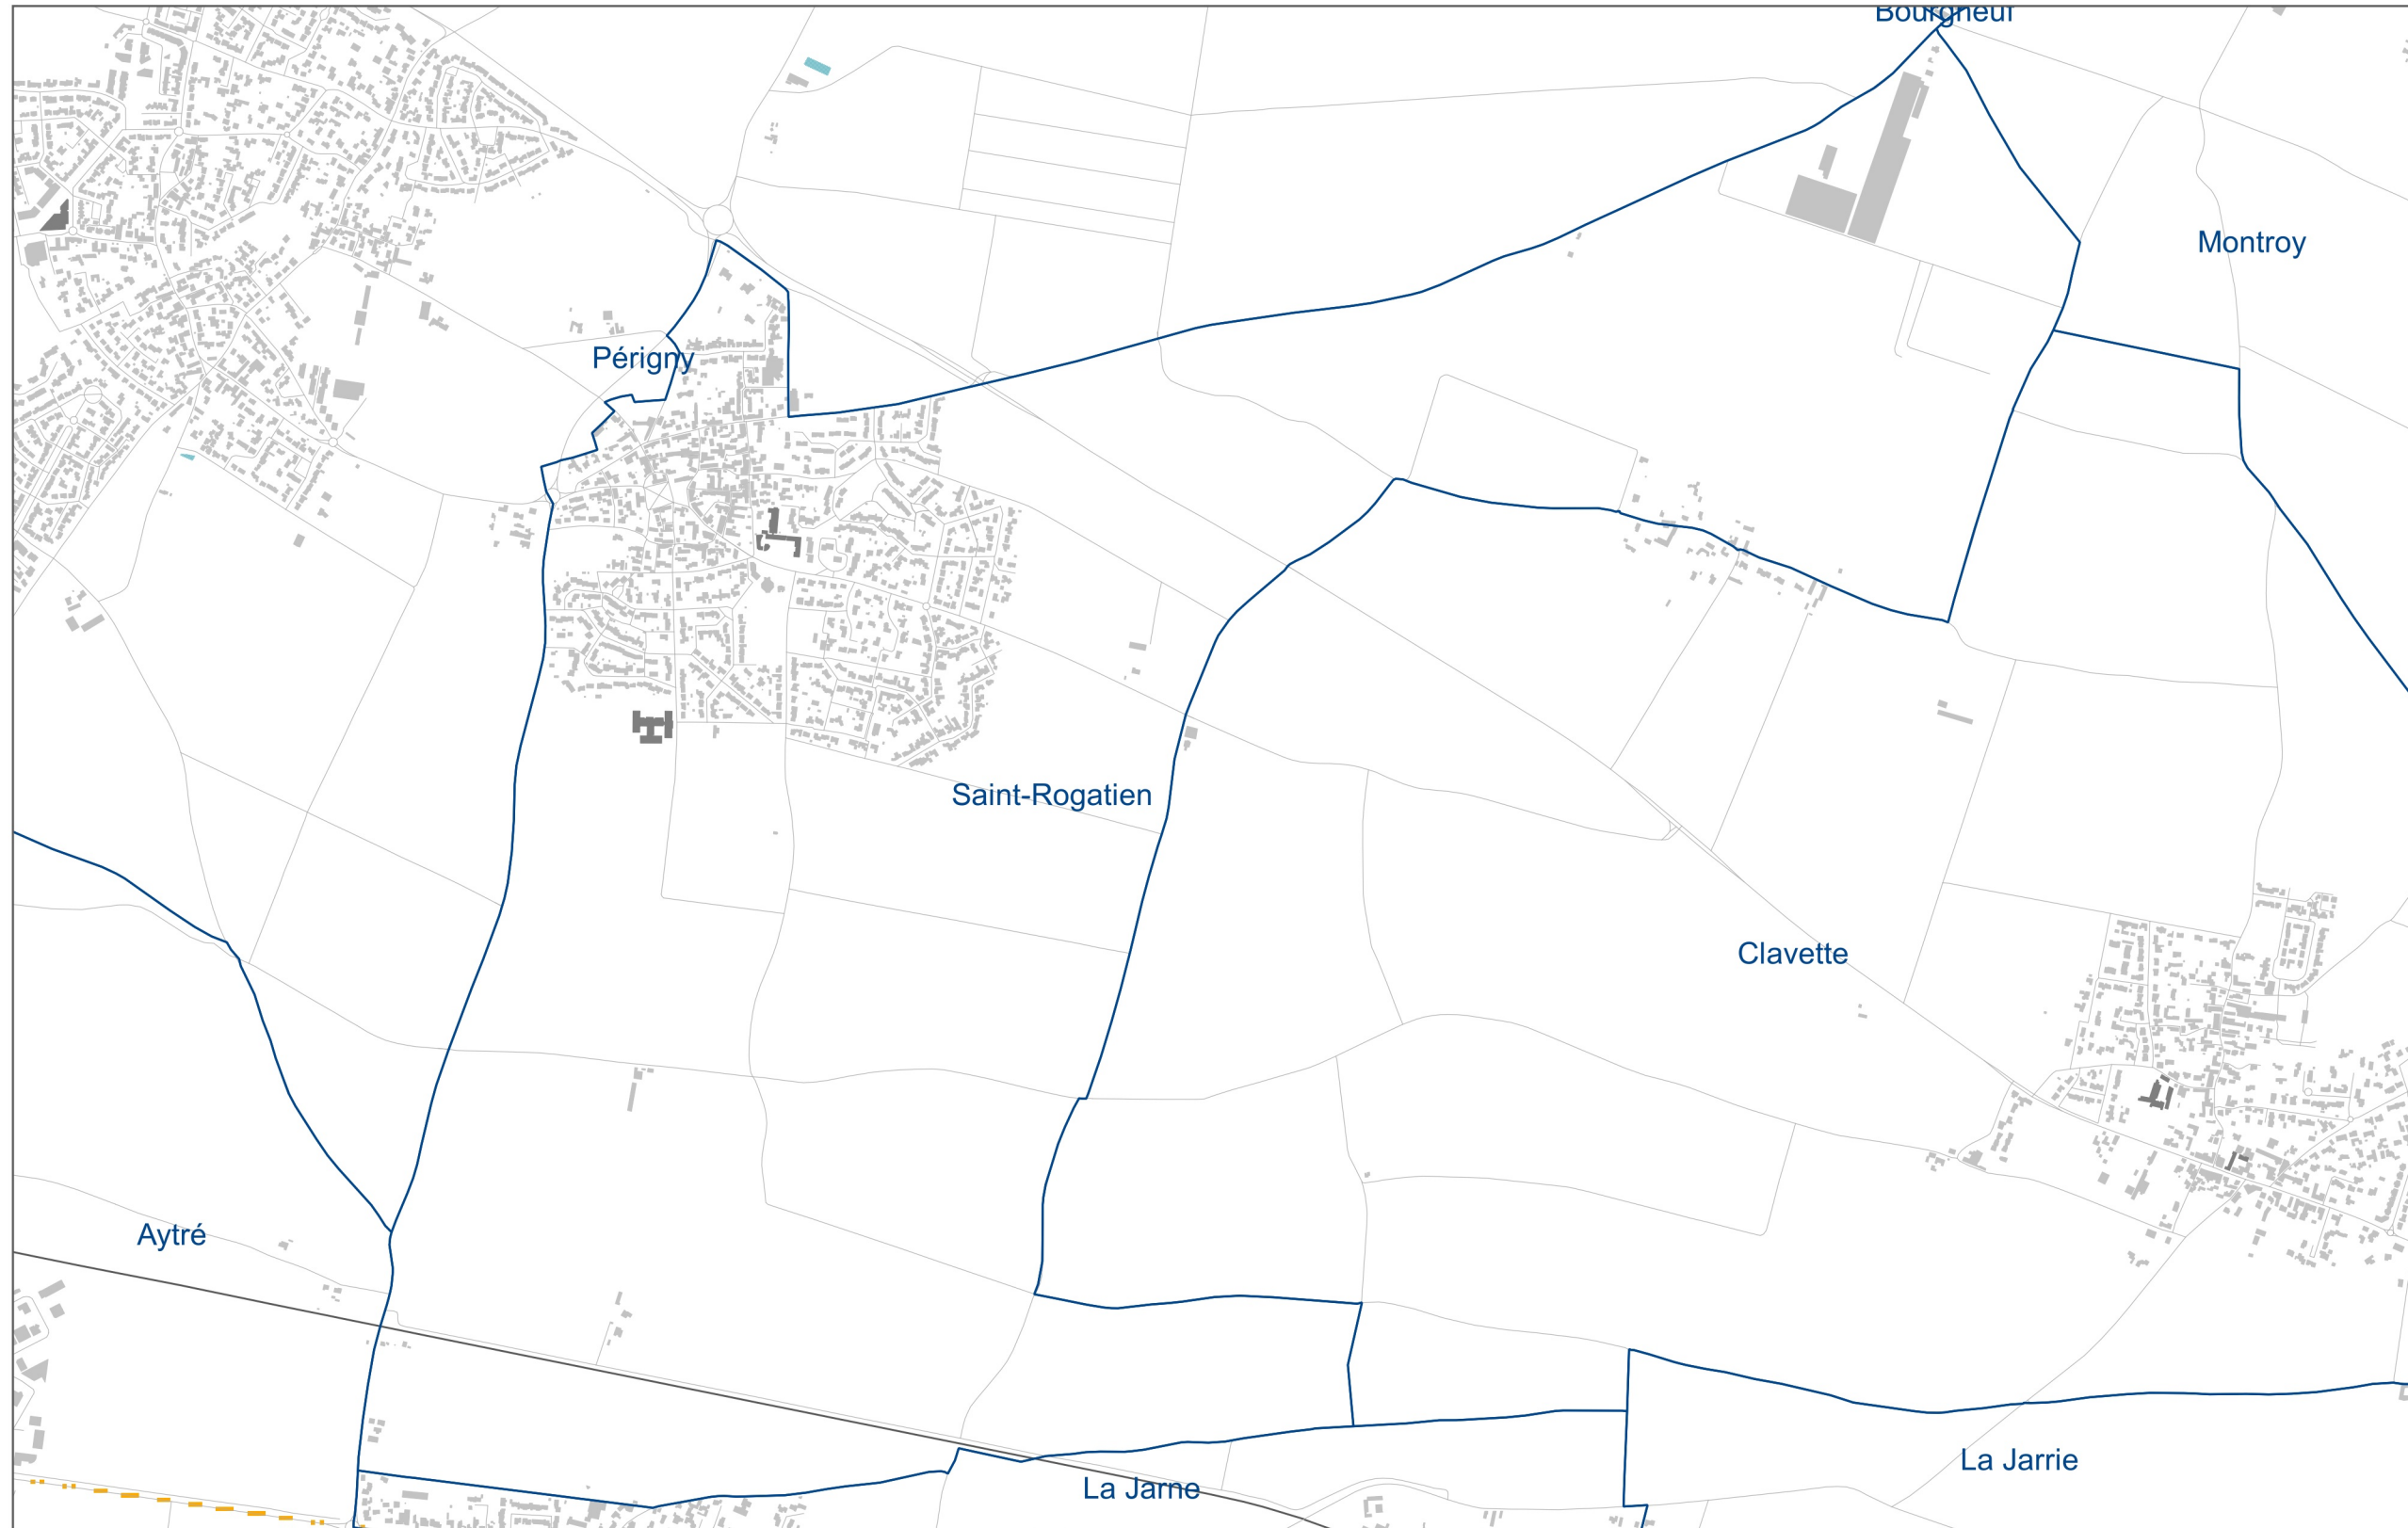 Bourgneuf
Montroy
Périgny
Saint-Rogatien
Clavette
Aytré
La Jarrie
La Jarne